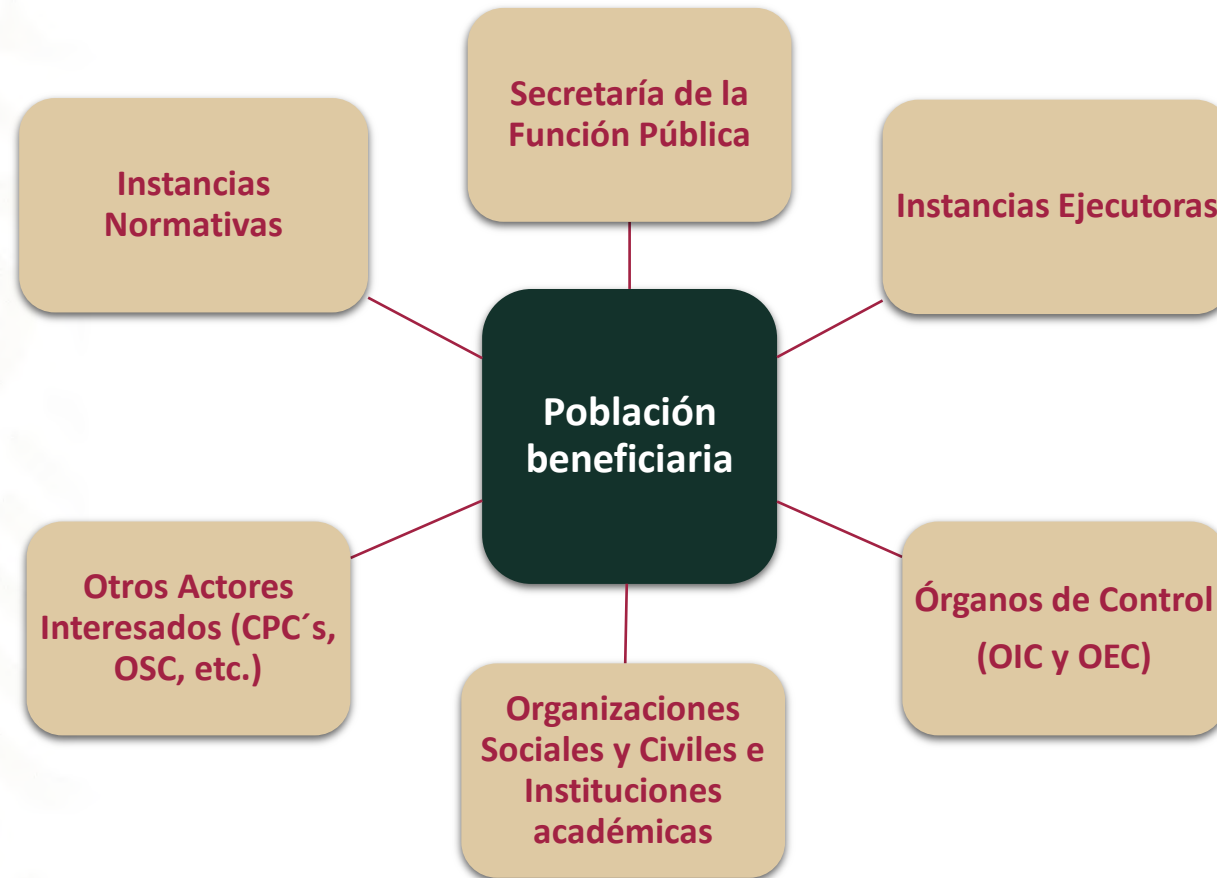 Secretaría de la
Función Pública
Instancias
Normativas
Instancias Ejecutoras
Población
beneficiaria
Otros Actores
Interesados (CPC´s,
OSC, etc.)
Órganos de Control
(OIC y OEC)
Organizaciones
Sociales y Civiles e
Instituciones
académicas